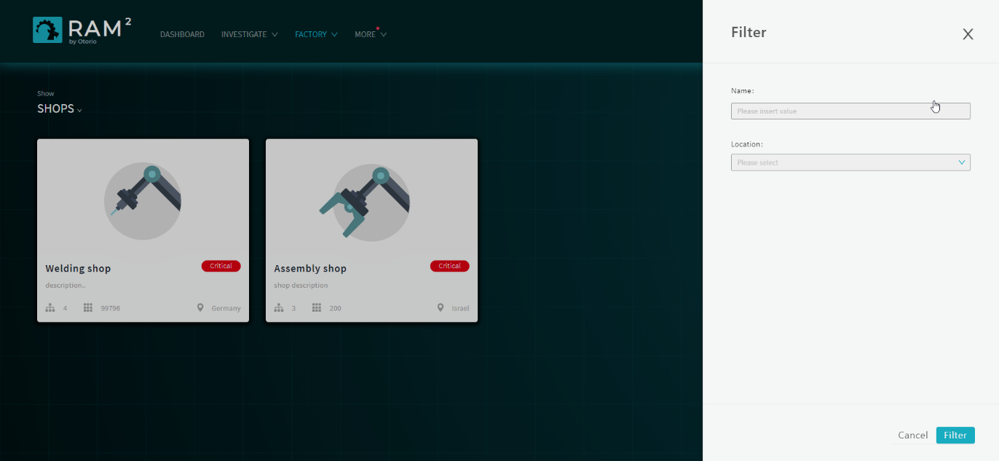 RAM 2
by Otorio
DASHBOARD INVESTIGATE FACTORY MORE
Show
SHOPS
Welding shop Critical
description..
4 99796 Germany
Assembly shop Critical
shop description
3 200 Israel
Filter
Name:
Please insert value
Location:
Please select
Cancel Filter